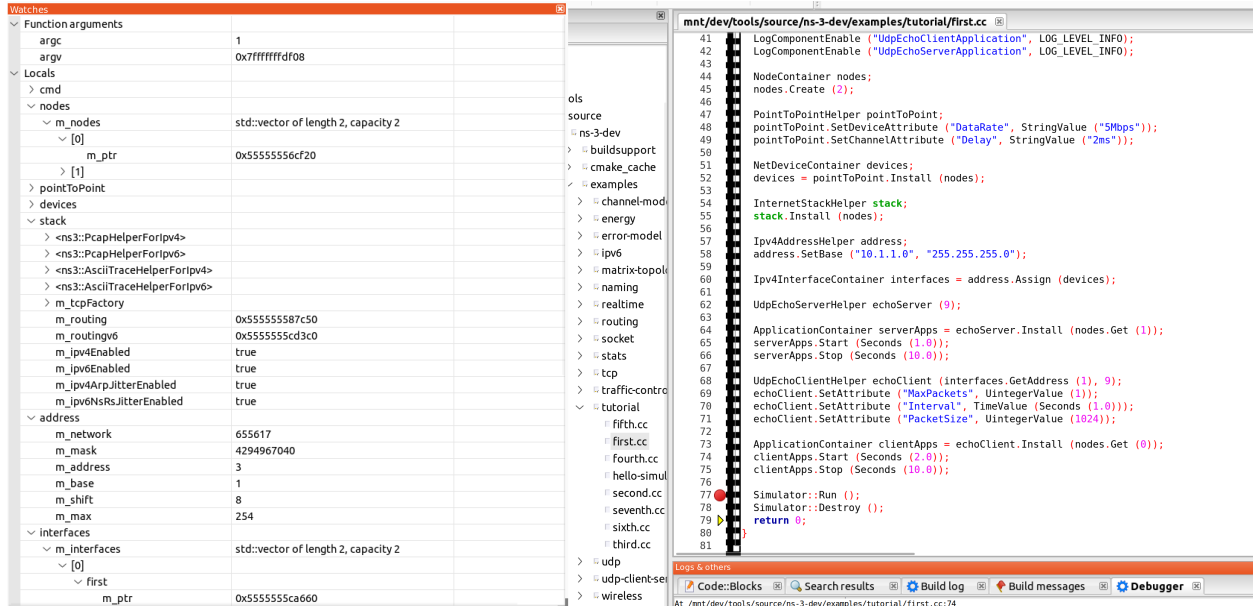 Watches
Function arguments
argc 1
argv 0x7fffffffdf08
Locals
cmd
nodes
m_nodes std::vector of length 2, capacity 2
[0]
m_ptr 0x55555556cf20
[1]
pointToPoint
devices
stack
<ns3::PcapHelperForIpv4>
<ns3::PcapHelperForIpv6>
<ns3::AsciiTraceHelperForIpv4>
<ns3::AsciiTraceHelperForIpv6>
m_tcpFactory
m_routing 0x555555587c50
m_routingv6 0x5555555cd3c0
m_ipv4Enabled true
m_ipv6Enabled true
m_ipv4ArpJitterEnabled true
m_ipv6NsRsJitterEnabled true
address
m_network 655617
m_mask 4294967040
m_address 3
m_base 1
m_shift 8
m_max 254
interfaces
m_interfaces std::vector of length 2, capacity 2
[0]
first
m_ptr 0x5555555ca660
ols
source
ns-3-dev
buildsupport
cmake_cache
examples
channel-mode
energy
error-model
ipv6
matrix-topolo
naming
realtime
routing
socket
stats
tcp
traffic-contro
tutorial
fifth.cc
first.cc
fourth.cc
hello-simul
second.cc
seventh.cc
sixth.cc
third.cc
udp
udp-client-ser
wireless
mnt/dev/tools/source/ns-3-dev/examples/tutorial/first.cc
41 LogComponentEnable ("UdpEchoClientApplication", LOG_LEVEL_INFO);
42 LogComponentEnable ("UdpEchoServerApplication", LOG_LEVEL_INFO);
43
44 NodeContainer nodes;
45 nodes.Create (2);
46
47 PointToPointHelper pointToPoint;
48 pointToPoint.SetDeviceAttribute ("DataRate", StringValue ("5Mbps"));
49 pointToPoint.SetChannelAttribute ("Delay", StringValue ("2ms"));
50
51 NetDeviceContainer devices;
52 devices = pointToPoint.Install (nodes);
53
54 InternetStackHelper stack;
55 stack.Install (nodes);
56
57 Ipv4AddressHelper address;
58 address.SetBase ("10.1.1.0", "255.255.255.0");
59
60 Ipv4InterfaceContainer interfaces = address.Assign (devices);
61
62 UdpEchoServerHelper echoServer (9);
63
64 ApplicationContainer serverApps = echoServer.Install (nodes.Get (1));
65 serverApps.Start (Seconds (1.0));
66 serverApps.Stop (Seconds (10.0));
67
68 UdpEchoClientHelper echoClient (interfaces.GetAddress (1), 9);
69 echoClient.SetAttribute ("MaxPackets", UintegerValue (1));
70 echoClient.SetAttribute ("Interval", TimeValue (Seconds (1.0)));
71 echoClient.SetAttribute ("PacketSize", UintegerValue (1024));
72
73 ApplicationContainer clientApps = echoClient.Install (nodes.Get (0));
74 clientApps.Start (Seconds (2.0));
75 clientApps.Stop (Seconds (10.0));
76
77 Simulator::Run ();
78 Simulator::Destroy ();
79 return 0;
80 }
81
Logs & others
Code::Blocks Search results Build log Build messages Debugger
At /mnt/dev/tools/source/ns-3-dev/examples/tutorial/first.cc:74